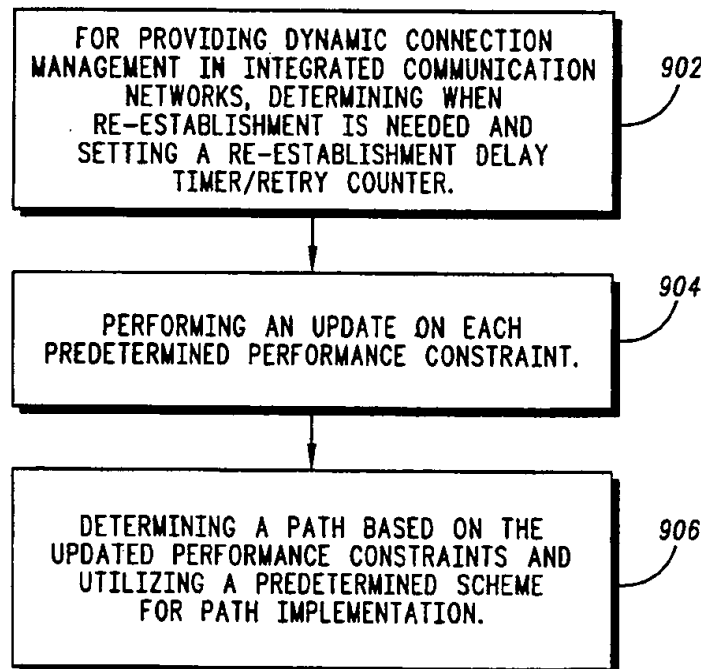 FOR PROVIDING DYNAMIC CONNECTION
MANAGEMENT IN INTEGRATED COMMUNICATION
NETWORKS, DETERMINING WHEN
RE-ESTABLISHMENT IS NEEDED AND
SETTING A RE-ESTABLISHMENT DELAY
TIMER/RETRY COUNTER.
902
PERFORMING AN UPDATE ON EACH
PREDETERMINED PERFORMANCE CONSTRAINT.
904
DETERMINING A PATH BASED ON THE
UPDATED PERFORMANCE CONSTRAINTS AND
UTILIZING A PREDETERMINED SCHEME
FOR PATH IMPLEMENTATION.
906